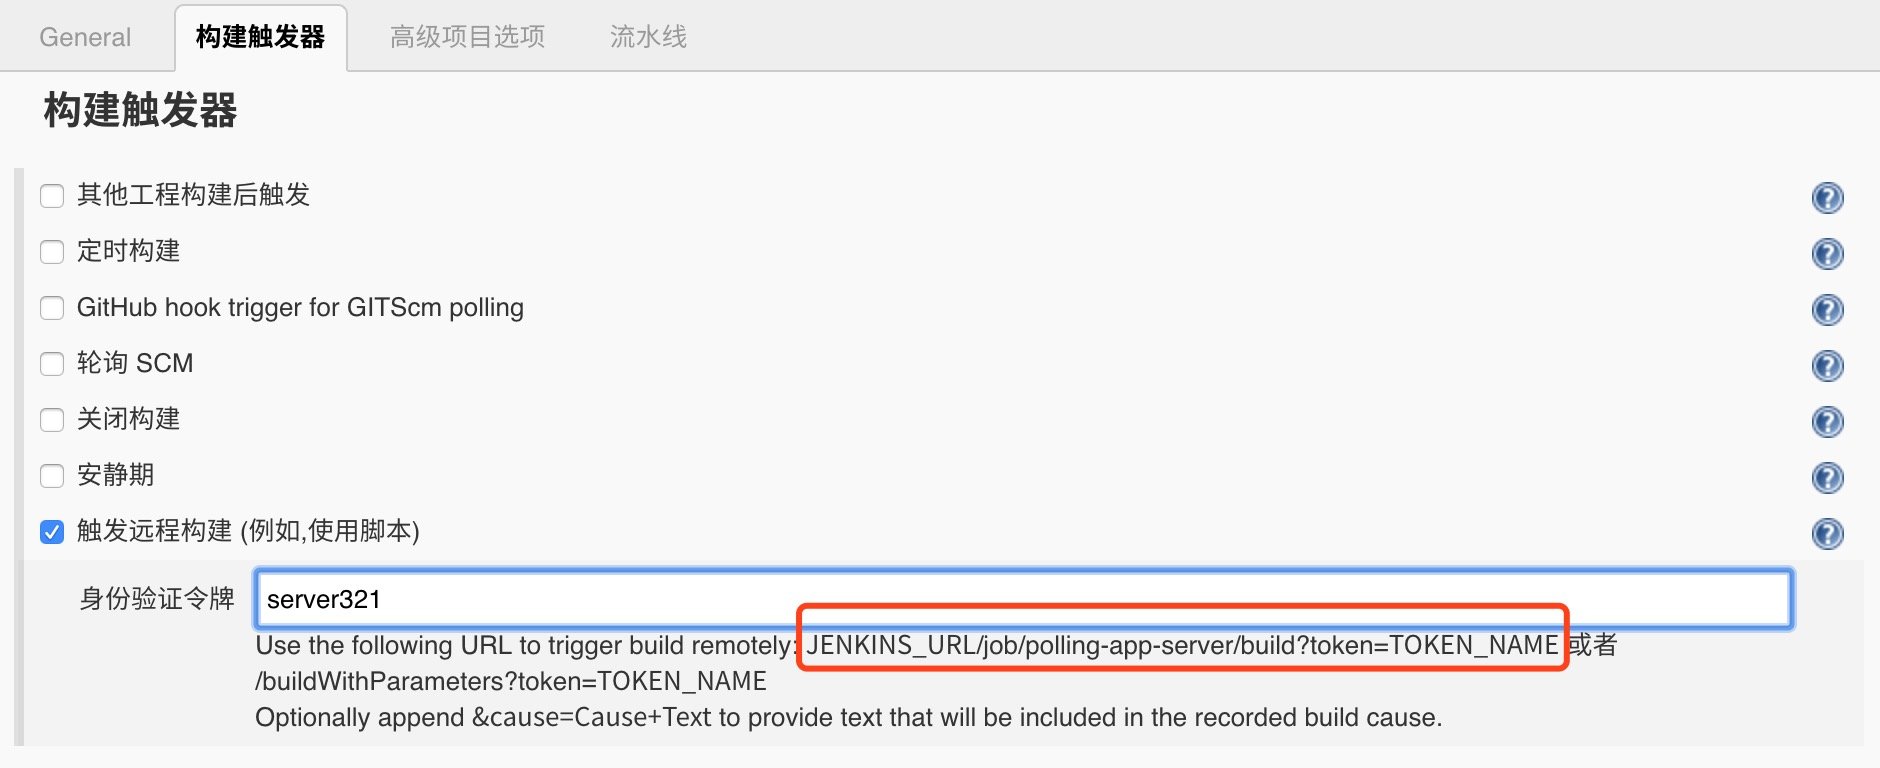 General 构建触发器 高级项目选项 流水线
构建触发器
其他工程构建后触发
定时构建
GitHub hook trigger for GITScm polling
轮询 SCM
关闭构建
安静期
触发远程构建 (例如,使用脚本)
身份验证令牌 server321
Use the following URL to trigger build remotely: JENKINS_URL/job/polling-app-server/build?token=TOKEN_NAME 或者
/buildWithParameters?token=TOKEN_NAME
Optionally append &cause=Cause+Text to provide text that will be included in the recorded build cause.